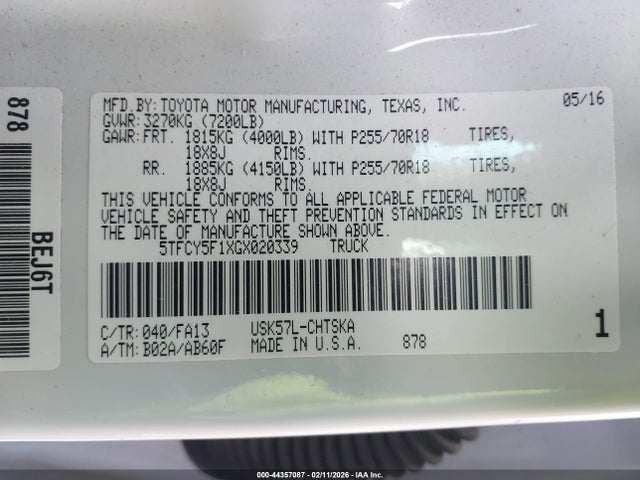 878
BEJ6T
MFD.BY:TOYOTA MOTOR MANUFACTURING, TEXAS, INC. 05/16
GVWR:3270KG (7200LB)
GAWR:FRT. 1815KG (4000LB) WITH P255/70R18 TIRES,
18X8J RIMS.
RR. 1885KG (4150LB) WITH P255/70R18 TIRES,
18X8J RIMS.
THIS VEHICLE CONFORMS TO ALL APPLICABLE FEDERAL MOTOR
VEHICLE SAFETY AND THEFT PREVENTION STANDARDS IN EFFECT ON
THE DATE OF MANUFACTURE SHOWN ABOVE.
5TFCY5F1XGX020339 TRUCK
C/TR:040/FA13 USK57L-CHTSKA 1
A/TM:B02A/AB60F MADE IN U.S.A. 878
000-44357087 - 02/11/2026 - IAA Inc.